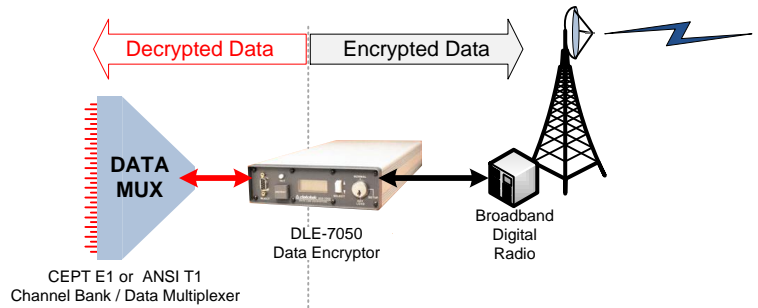 Decrypted Data
Encrypted Data
DATA
MUX
DLE-7050
Data Encryptor
Broadband
Digital
Radio
CEPT E1 or ANSI T1
Channel Bank / Data Multiplexer